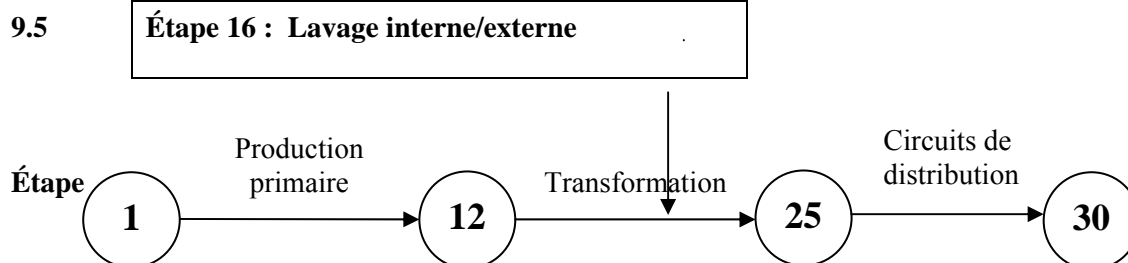 9.5 Étape 16 : Lavage interne/externe
Production
primaire
Transformation
Circuits de
distribution
Étape
1
12
25
30